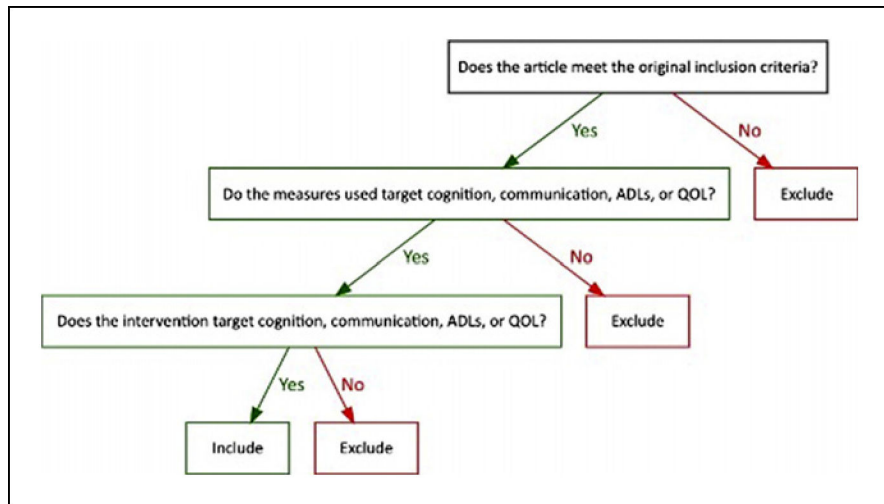 Does the article meet the original inclusion criteria?
Yes
No
Do the measures used target cognition, communication, ADLs, or QOL?
Exclude
Yes
No
Does the intervention target cognition, communication, ADLs, or QOL?
Exclude
Yes
No
Include
Exclude